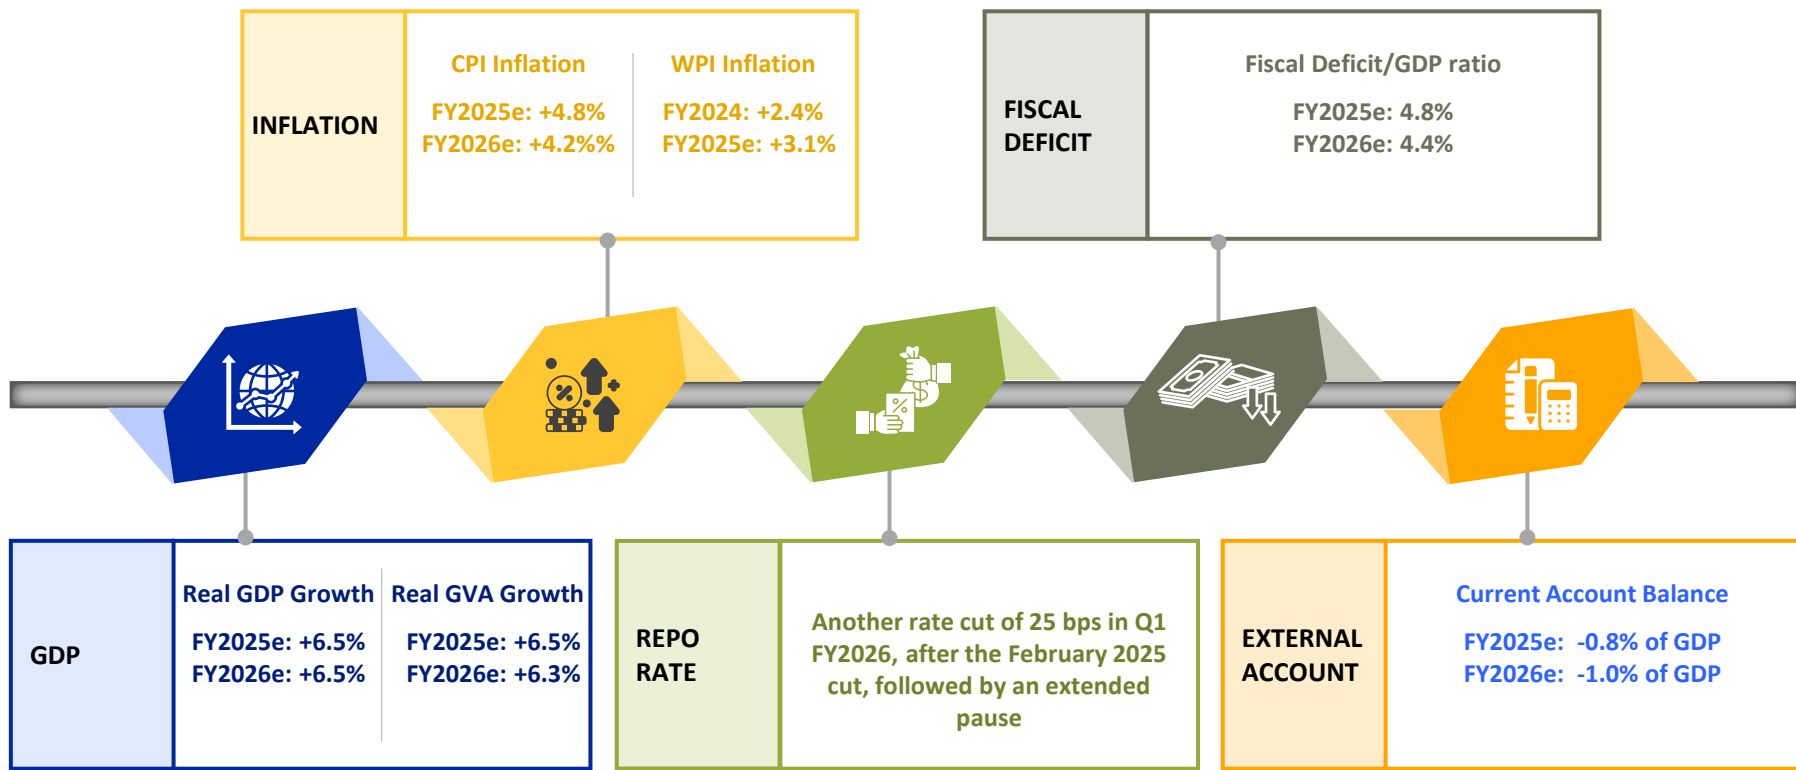 INFLATION
CPI Inflation
FY2025e: +4.8%
FY2026e: +4.2%%
WPI Inflation
FY2024: +2.4%
FY2025e: +3.1%
FISCAL
DEFICIT
Fiscal Deficit/GDP ratio
FY2025e: 4.8%
FY2026e: 4.4%
GDP
Real GDP Growth
FY2025e: +6.5%
FY2026e: +6.5%
Real GVA Growth
FY2025e: +6.5%
FY2026e: +6.3%
REPO
RATE
Another rate cut of 25 bps in Q1
FY2026, after the February 2025
cut, followed by an extended
pause
EXTERNAL
ACCOUNT
Current Account Balance
FY2025e: -0.8% of GDP
FY2026e: -1.0% of GDP